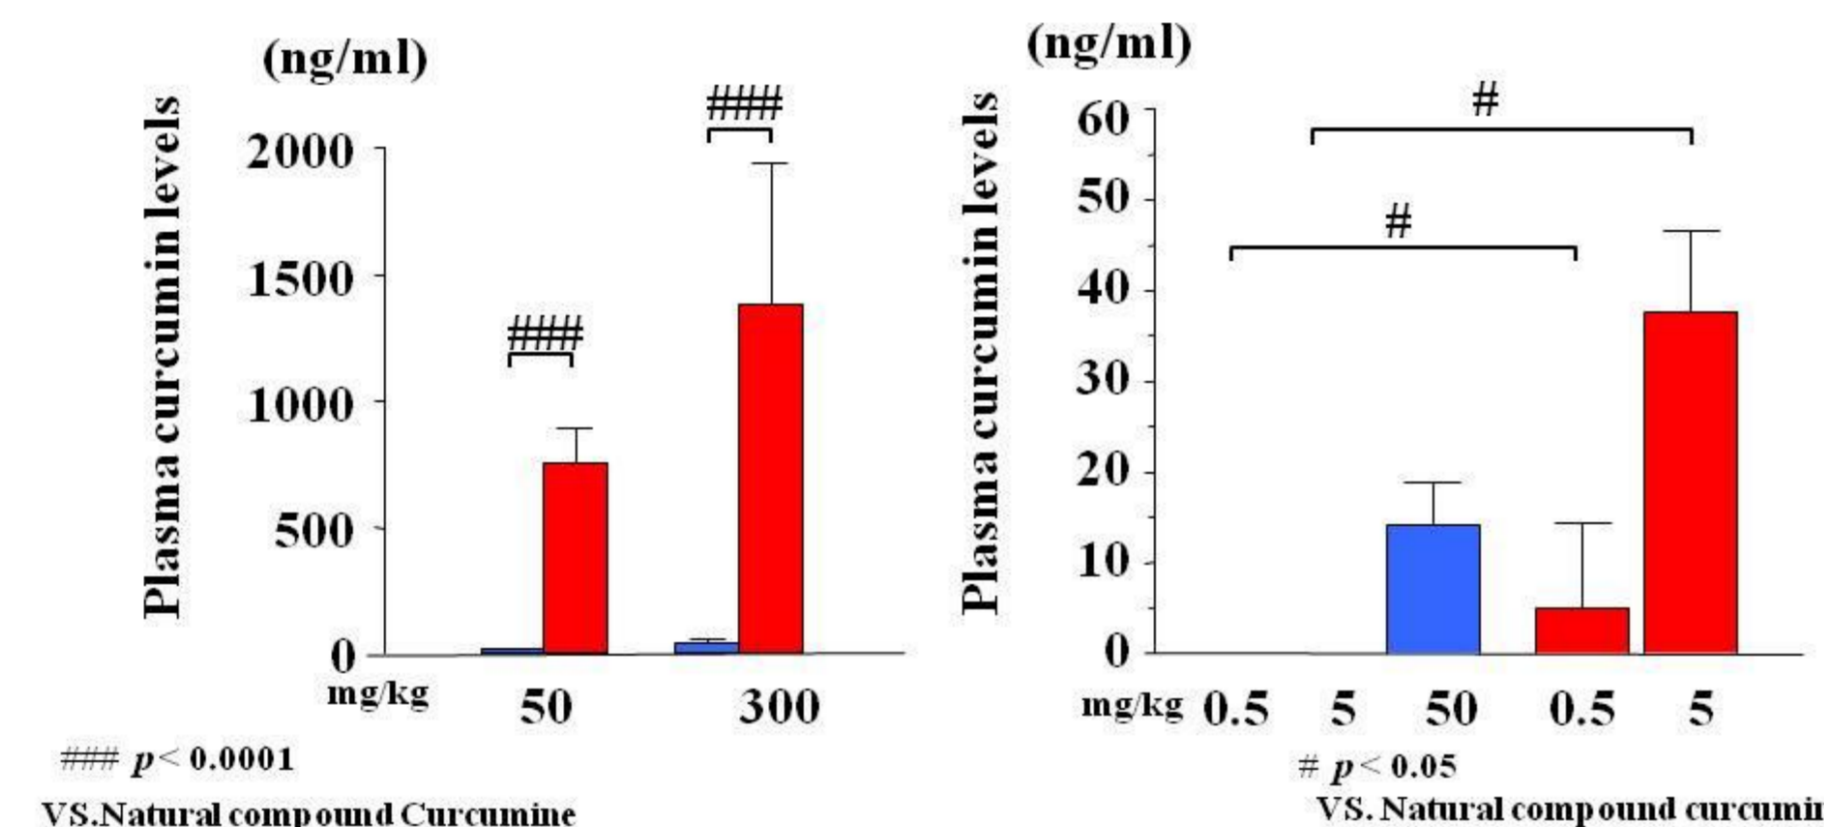 (ng/ml)
Plasma curcumin levels
###
2000
1500
###
1000
500
0
mg/kg
50
300
### p< 0.0001
VS.Natural compound Curcumine
(ng/ml)
Plasma curcumin levels
60
#
50
#
40
30
20
10
0
mg/kg 0.5 5 50 0.5 5
# p< 0.05
VS. Natural compound